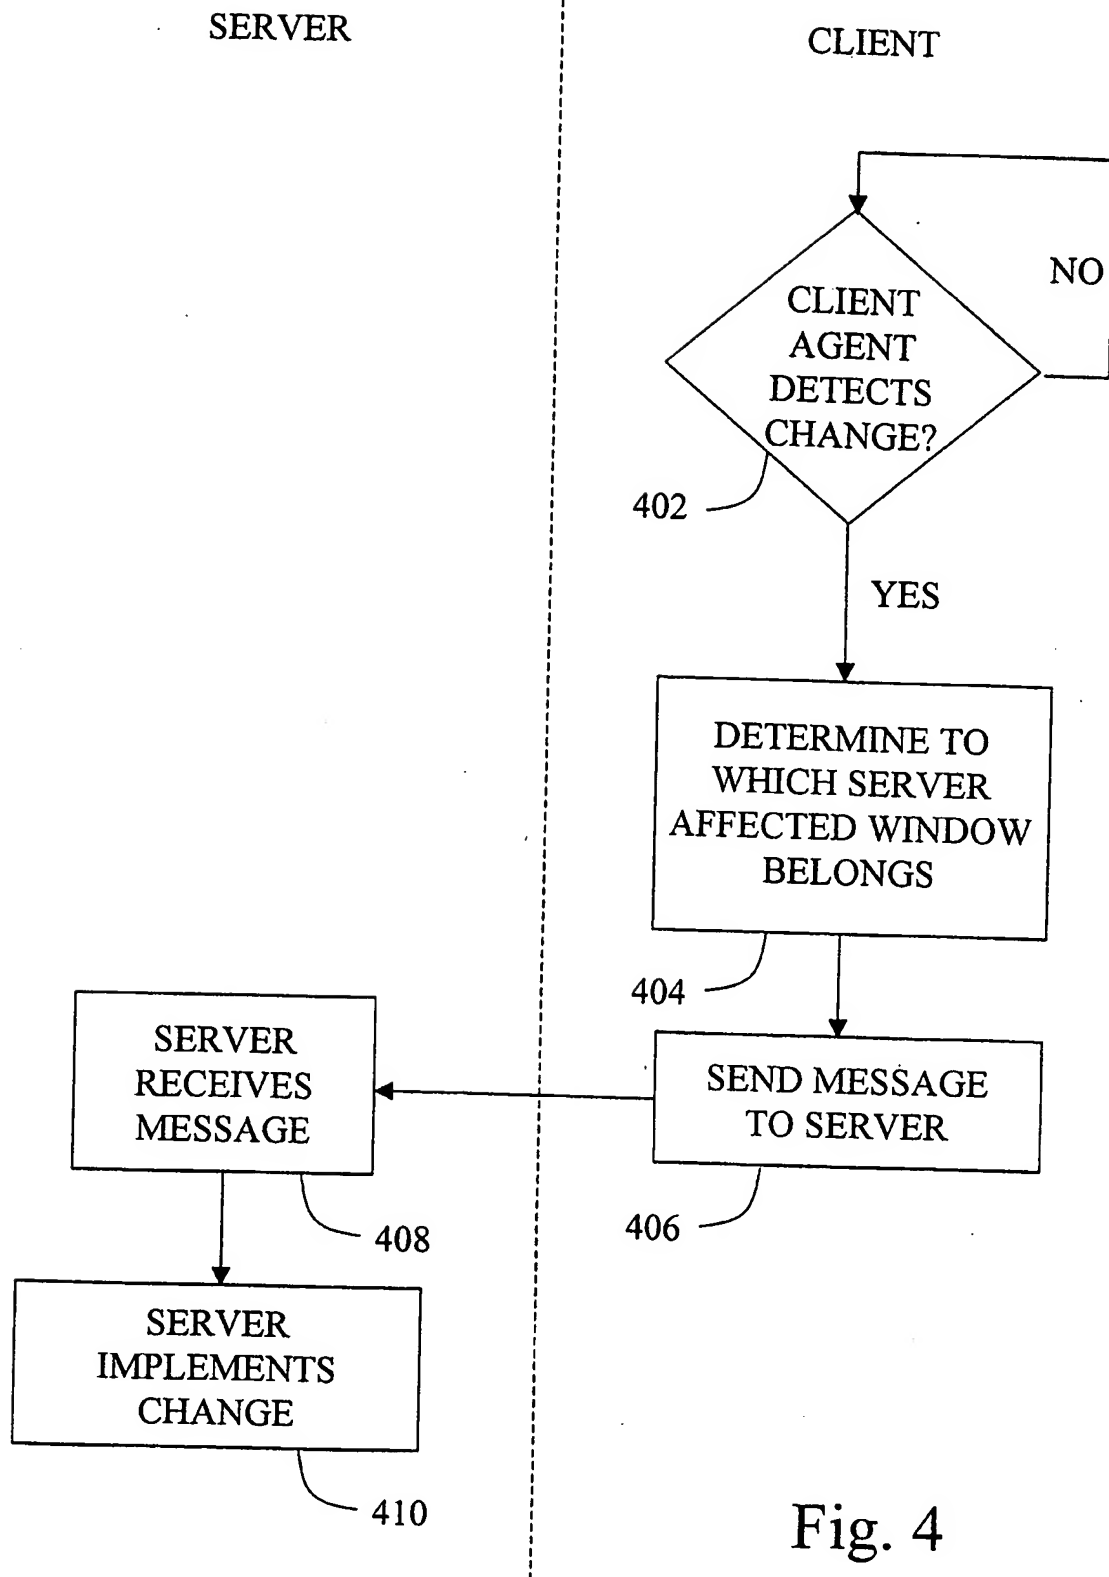 SERVER
CLIENT
NO
CLIENT
AGENT
DETECTS
CHANGE?
402
YES
DETERMINE TO
WHICH SERVER
AFFECTED WINDOW
BELONGS
404
SEND MESSAGE
TO SERVER
406
SERVER
RECEIVES
MESSAGE
408
SERVER
IMPLEMENTS
CHANGE
410
Fig. 4